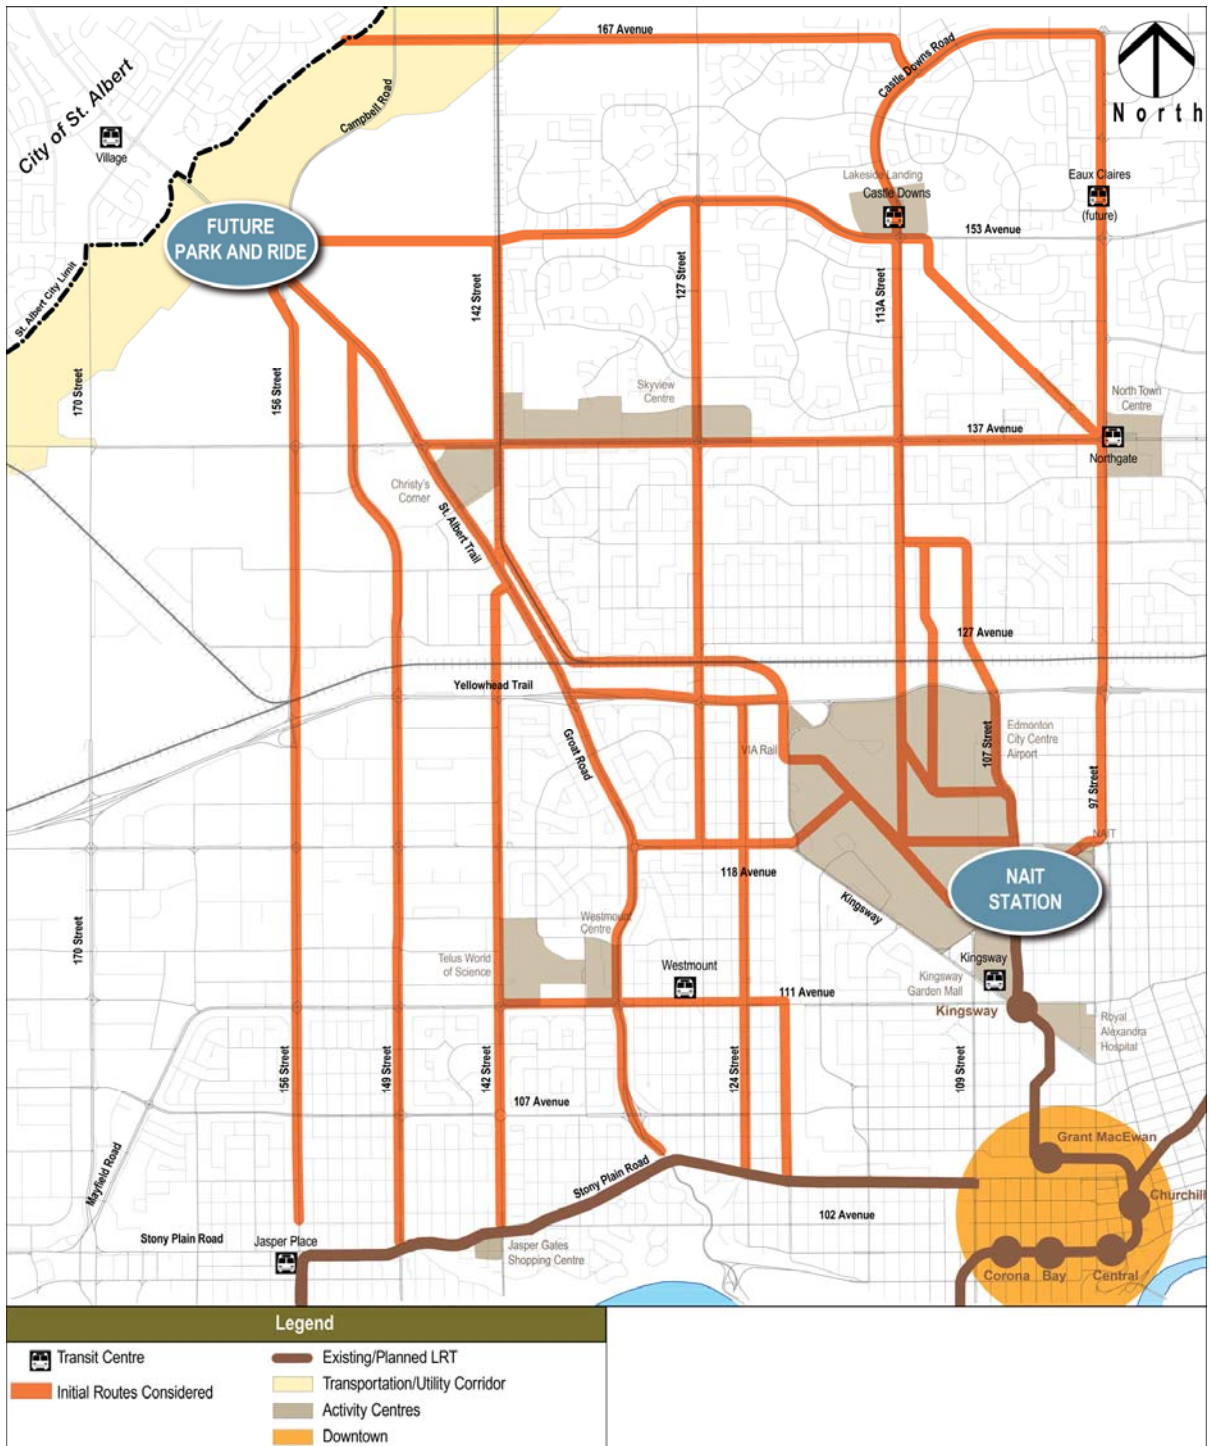 167 Avenue
Castle Downs Road
North
City of St. Albert
Village
Campbell Road
Lakeside Landing
Castle Downs
Eaux Claires
(future)
FUTURE
PARK AND RIDE
153 Avenue
St. Albert City Limit
142 Street
127 Street
113A Street
170 Street
156 Street
Skyview
Centre
North Town
Centre
137 Avenue
Northgate
Christy's
Corner
St. Albert Trail
127 Avenue
Yellowhead Trail
Groat Road
VIA Rail
107 Street
Edmonton
City Centre
Airport
97 Street
NAIT
118 Avenue
NAIT
STATION
Kingsway
170 Street
Westmount
Centre
Telus World
of Science
Westmount
Kingsway
Kingsway
Garden Mall
111 Avenue
Kingsway
Royal
Alexandra
Hospital
156 Street
149 Street
142 Street
124 Street
109 Street
107 Avenue
Grant MacEwan
Mayfield Road
Stony Plain Road
Churchill
102 Avenue
Stony Plain Road
Jasper Place
Jasper Gates
Shopping Centre
Corona
Bay
Central
Legend
Transit Centre
Existing/Planned LRT
Initial Routes Considered
Transportation/Utility Corridor
Activity Centres
Downtown